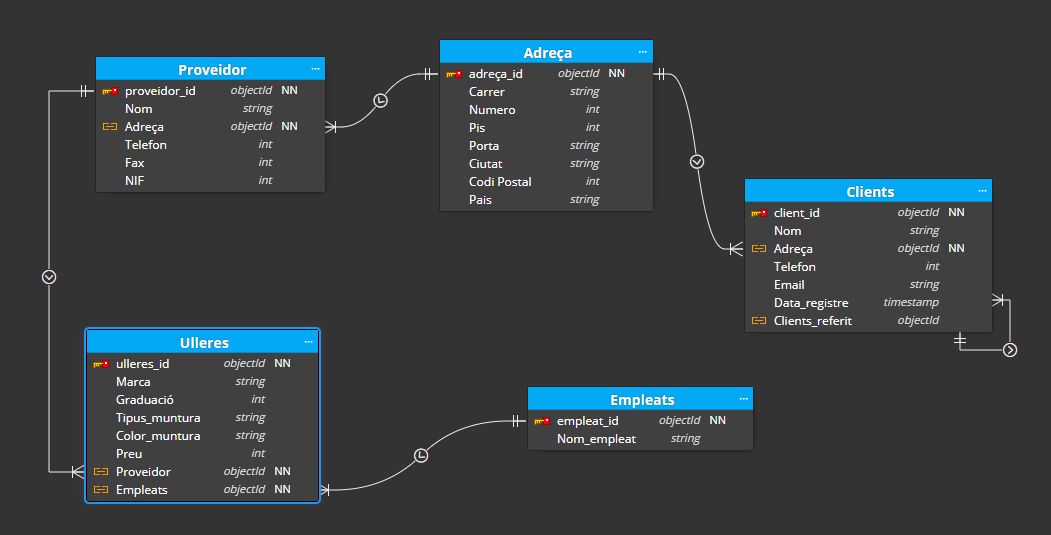 Proveidor ...
proveidor_id objectId NN
Nom string
Adreça objectId NN
Telefon int
Fax int
NIF int
Adreça ...
adreça_id objectId NN
Carrer string
Numero int
Pis int
Porta string
Ciutat string
Codi Postal int
Pais string
Clients ...
client_id objectId NN
Nom string
Adreça objectId NN
Telefon int
Email string
Data_registre timestamp
Clients_referit objectId
Ulleres ...
ulleres_id objectId NN
Marca string
Graduació int
Tipus_muntura string
Color_muntura string
Preu int
Proveidor objectId NN
Empleats objectId NN
Empleats ...
empleat_id objectId NN
Nom_empleat string